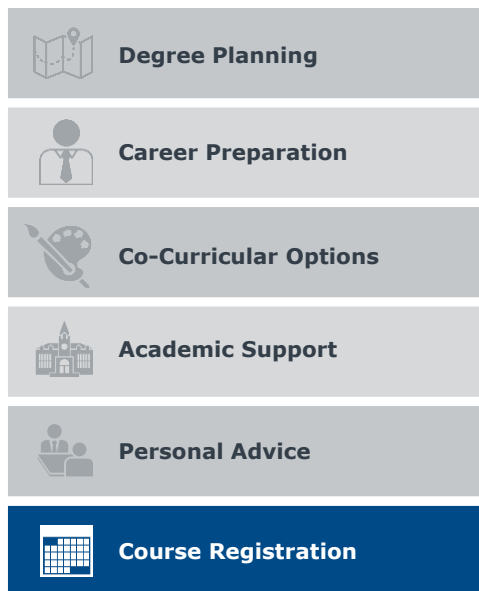 Degree Planning
Career Preparation
Co-Curricular Options
Academic Support
Personal Advice
Course Registration